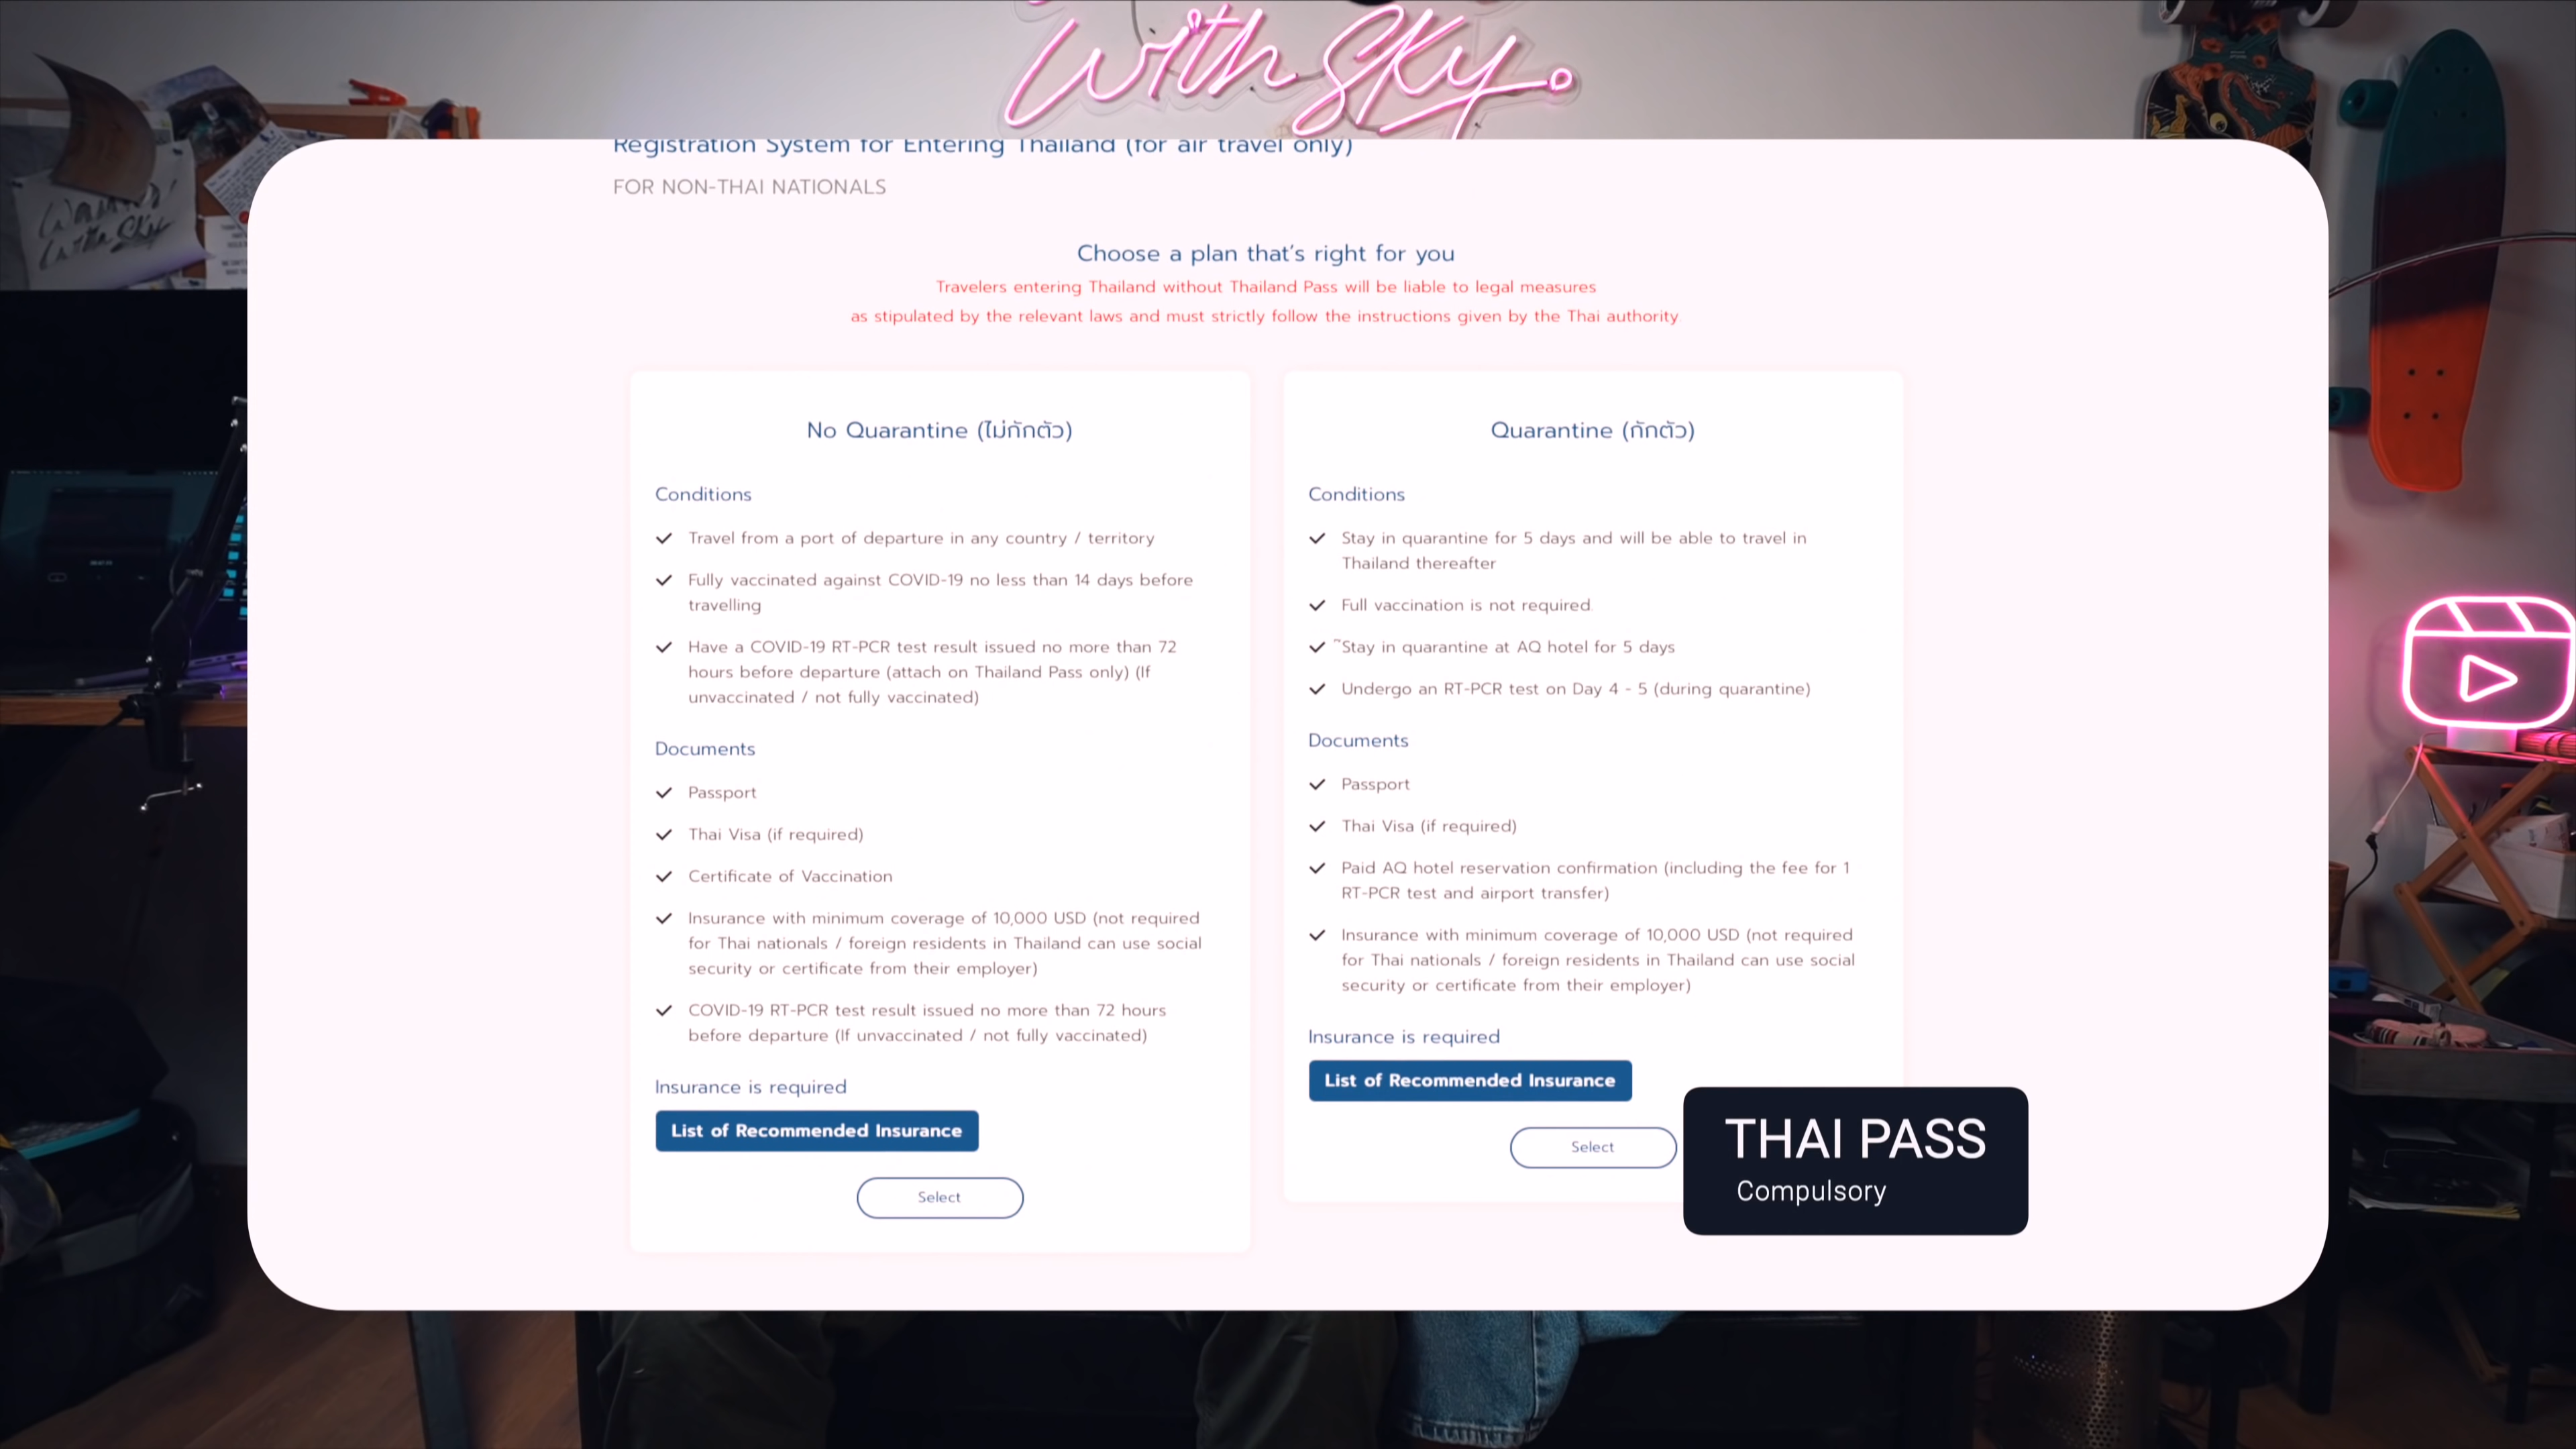 with Sky.
Wander
With Sky
Registration System for Entering Thailand (for air travel only)
FOR NON-THAI NATIONALS
Choose a plan that's right for you
Travelers entering Thailand without Thailand Pass will be liable to legal measures
as stipulated by the relevant laws and must strictly follow the instructions given by the Thai authority
No Quarantine (ไม่กักตัว)
Conditions
Travel from a port of departure in any country / territory
Fully vaccinated against COVID-19 no less than 14 days before
travelling
Have a COVID-19 RT-PCR test result issued no more than 72
hours before departure (attach on Thailand Pass only) (If
unvaccinated / not fully vaccinated)
Documents
Passport
Thai Visa (if required)
Certificate of Vaccination
Insurance with minimum coverage of 10,000 USD (not required
for Thai nationals / foreign residents in Thailand can use social
security or certificate from their employer)
COVID-19 RT-PCR test result issued no more than 72 hours
before departure (If unvaccinated / not fully vaccinated)
Insurance is required
List of Recommended Insurance
Select
Quarantine (กักตัว)
Conditions
Stay in quarantine for 5 days and will be able to travel in
Thailand thereafter
Full vaccination is not required.
~Stay in quarantine at AQ hotel for 5 days
Undergo an RT-PCR test on Day 4 - 5 (during quarantine)
Documents
Passport
Thai Visa (if required)
Paid AQ hotel reservation confirmation (including the fee for 1
RT-PCR test and airport transfer)
Insurance with minimum coverage of 10,000 USD (not required
for Thai nationals / foreign residents in Thailand can use social
security or certificate from their employer)
Insurance is required
List of Recommended Insurance
Select
THAI PASS
Compulsory